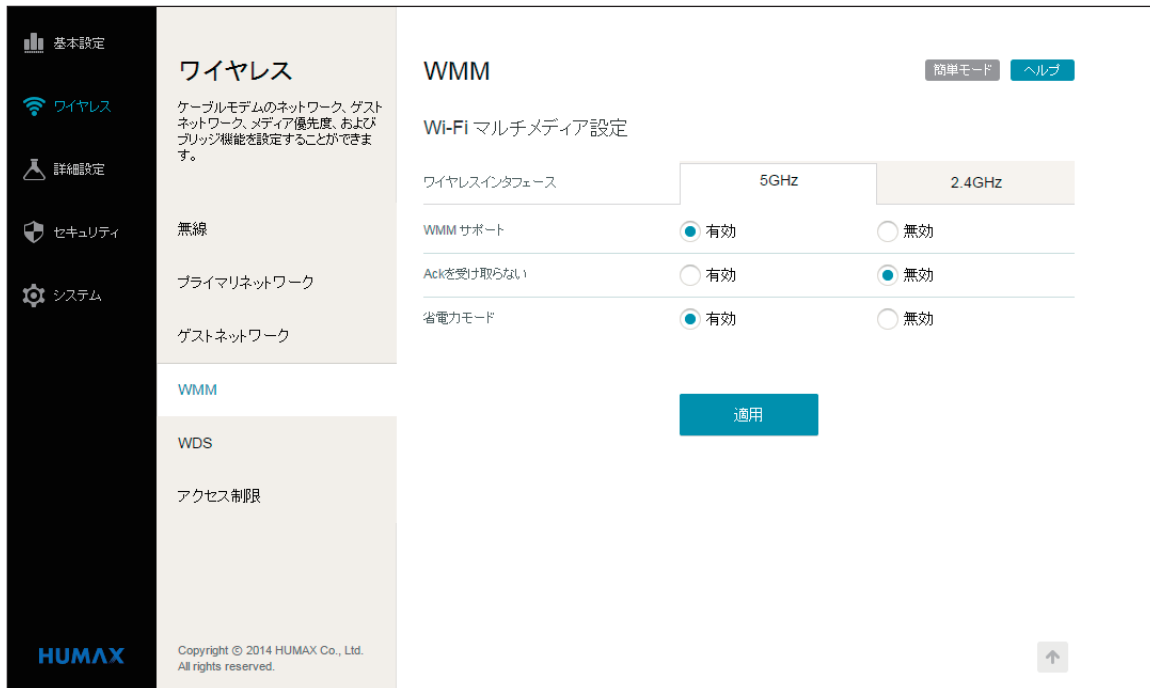 基本設定
ワイヤレス
詳細設定
セキュリティ
システム
HUMAX
ワイヤレス
ケーブルモデムのネットワーク、ゲスト
ネットワーク、メディア優先度、および
ブリッジ機能を設定することができま
す。
無線
プライマリネットワーク
ゲストネットワーク
WMM
WDS
アクセス制限
Copyright © 2014 HUMAX Co., Ltd.
All rights reserved.
WMM
簡単モード ヘルプ
Wi-Fi マルチメディア設定
ワイヤレスインタフェース 5GHz 2.4GHz
WMM サポート 有効 無効
Ackを受け取らない 有効 無効
省電力モード 有効 無効
適用